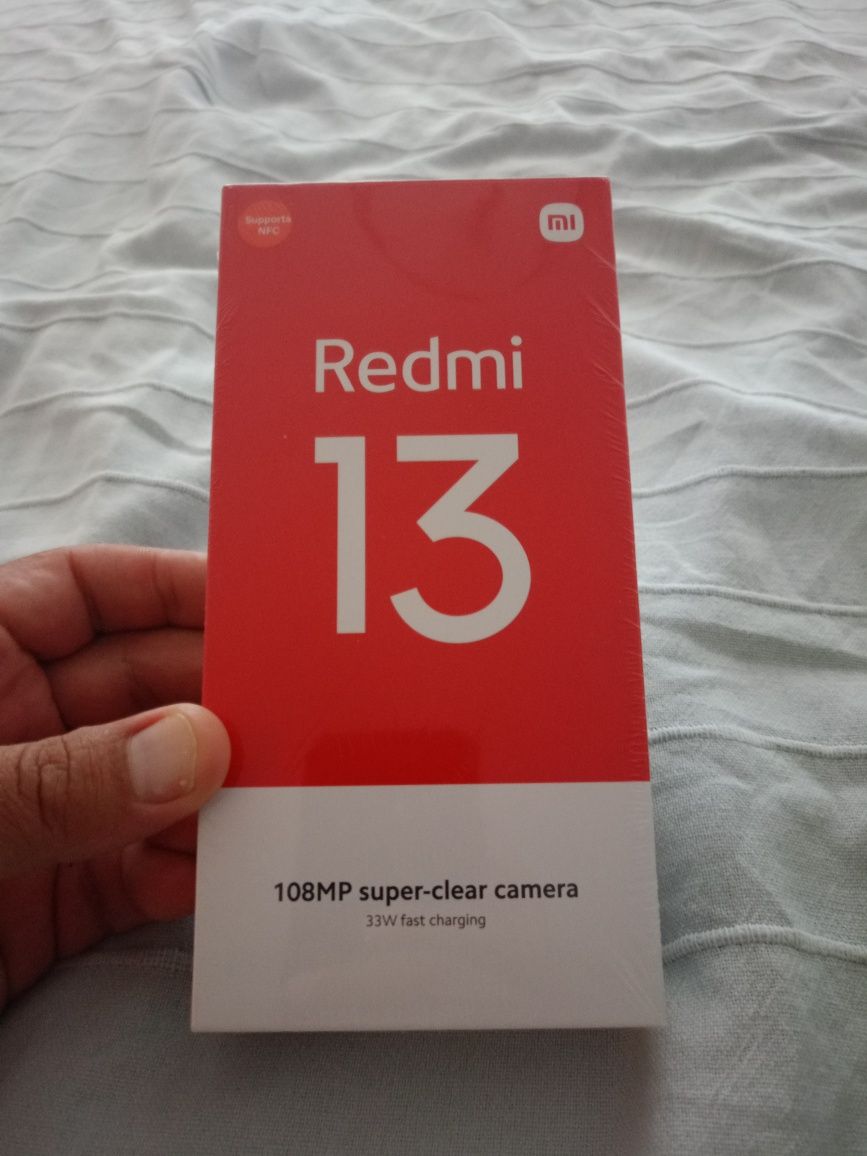 Supporta
NFC
mi
Redmi
13
108MP super-clear camera
33W fast charging